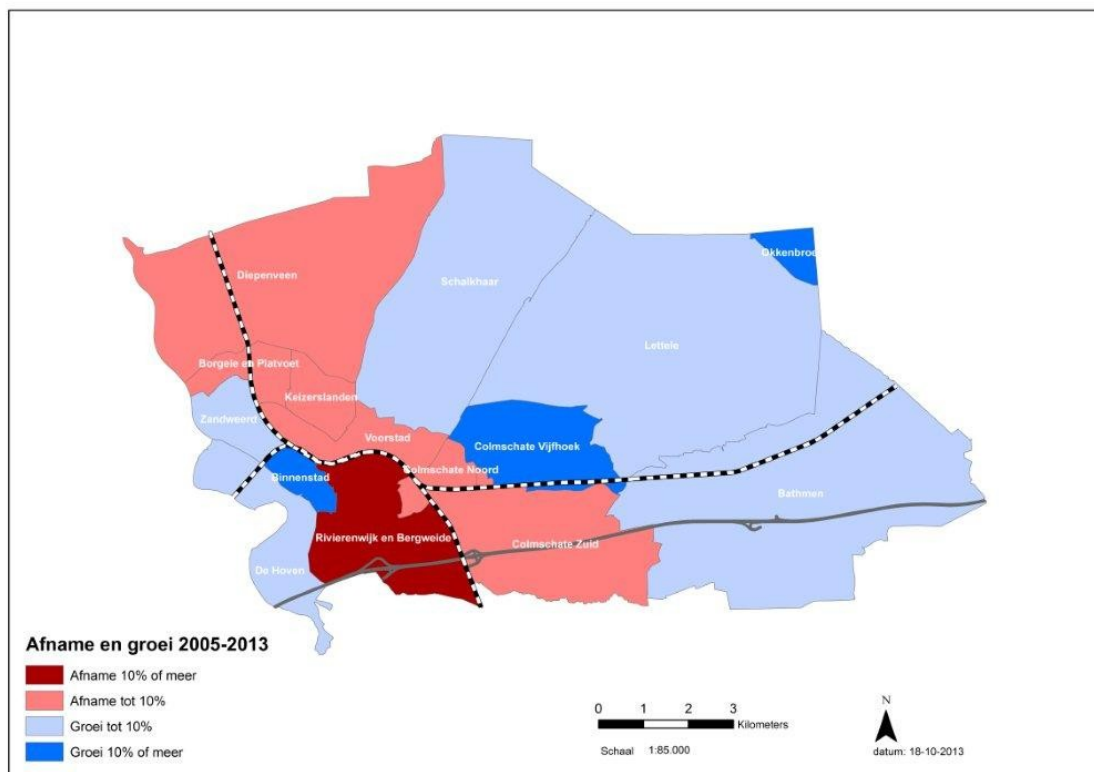 Okkenbroek
Diepenveen
Schalkhaar
Lettele
Borgele en Platvoet
Keizerslanden
Zandweerd
Voorstad
Colmschate Vijfhoek
Colmschate Noord
Binnenstad
Bathmen
Rivierenwijk en Bergweide
Colmschate Zuid
De Hoven
Afname en groei 2005-2013
Afname 10% of meer
Afname tot 10%
Groei tot 10%
Groei 10% of meer
0 1 2 3
Kilometers
Schaal 1:85.000
N
datum: 18-10-2013